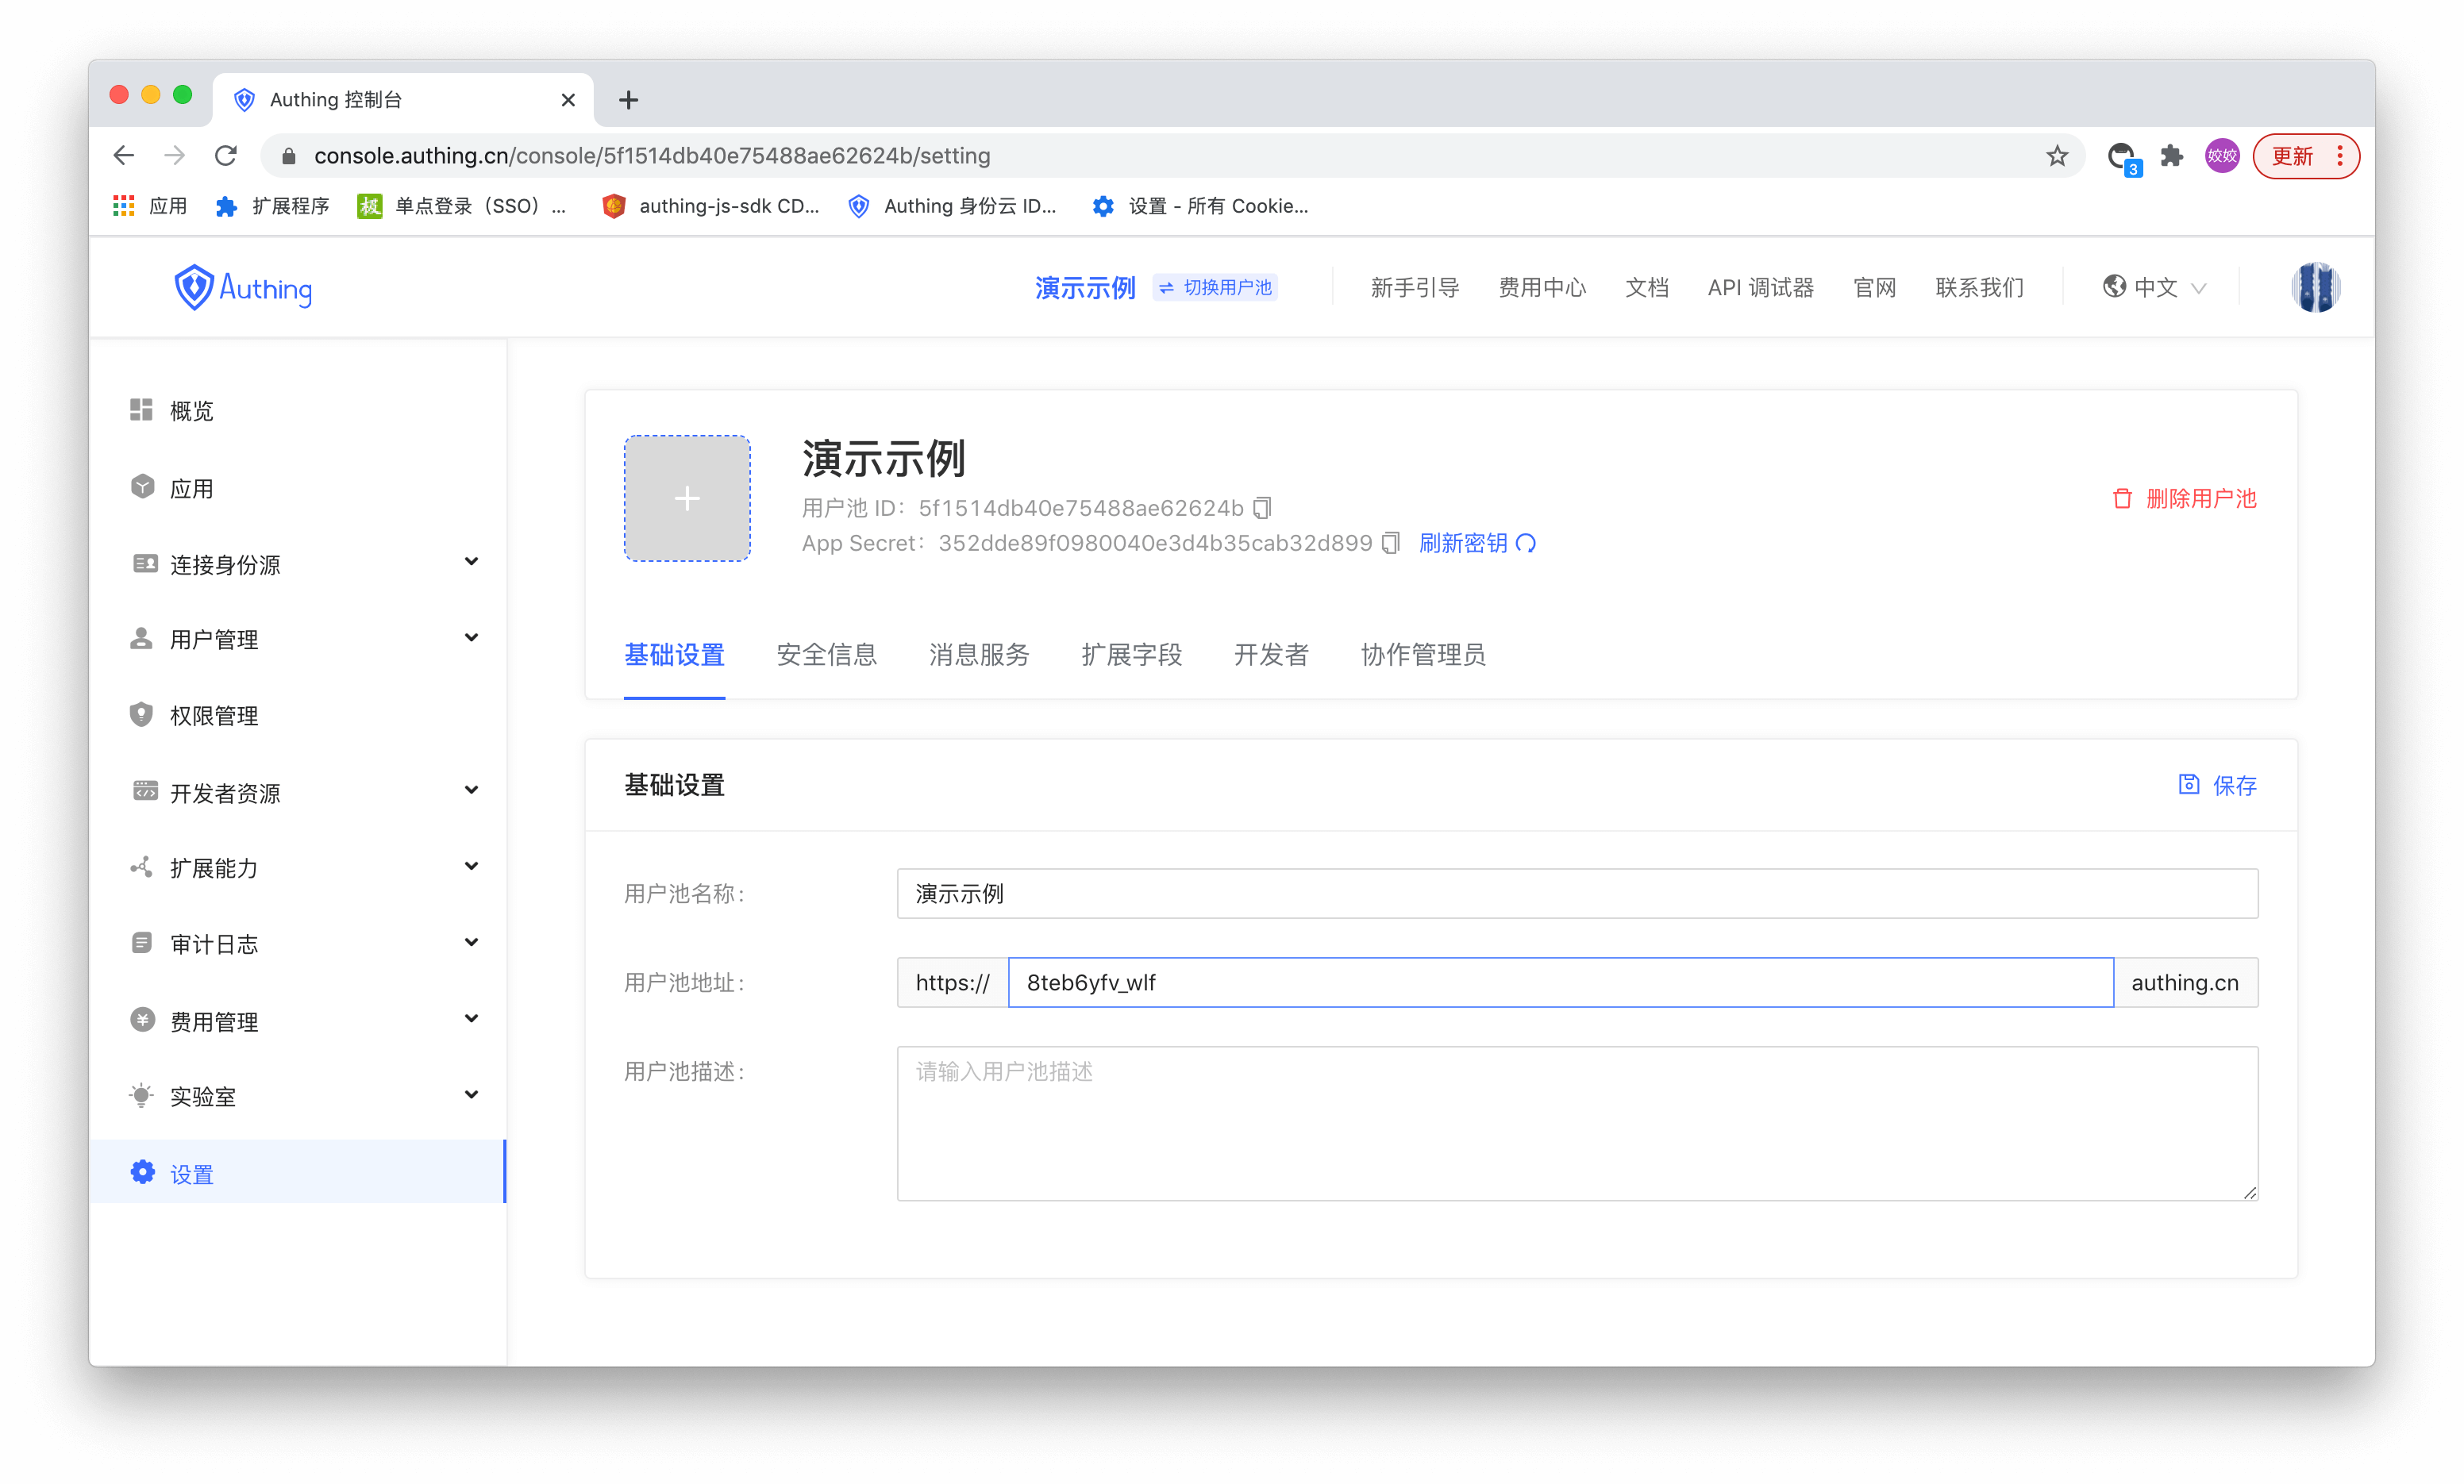 Authing 控制台
console.authing.cn/console/5f1514db40e75488ae62624b/setting
3
姣姣
更新
应用
扩展程序
极 单点登录（SSO）...
authing-js-sdk CD...
Authing 身份云 ID...
设置 - 所有 Cookie...
Authing
演示示例
切换用户池
新手引导
费用中心
文档
API 调试器
官网
联系我们
中文
概览
应用
连接身份源
用户管理
权限管理
开发者资源
扩展能力
审计日志
费用管理
实验室
设置
演示示例
用户池 ID：5f1514db40e75488ae62624b
App Secret：352dde89f0980040e3d4b35cab32d899 刷新密钥
删除用户池
基础设置 安全信息 消息服务 扩展字段 开发者 协作管理员
基础设置
保存
用户池名称：
演示示例
用户池地址：
https:// 8teb6yfv_wlf authing.cn
用户池描述：
请输入用户池描述